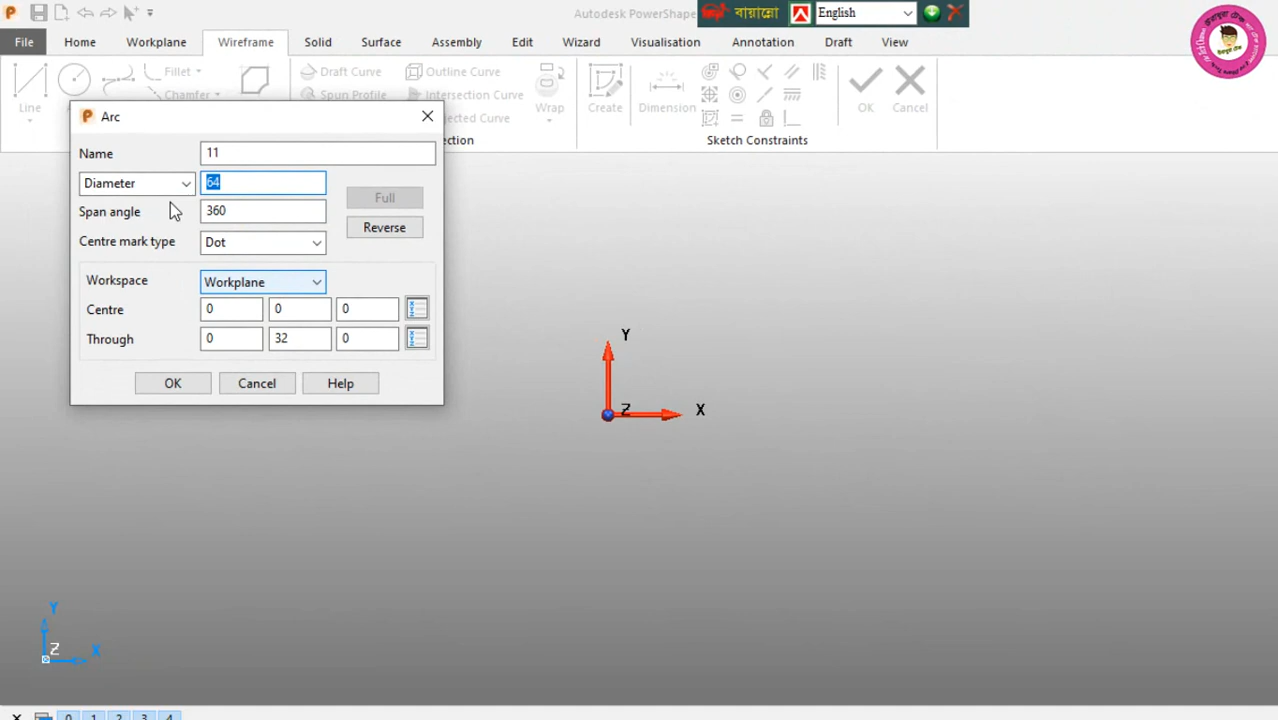 Autodesk PowerShape
বায়ান্নো
English
File
Home
Workplane
Wireframe
Solid
Surface
Assembly
Edit
Wizard
Visualisation
Annotation
Draft
View
Line
Fillet
Chamfer
Draft Curve
Spun Profile
Outline Curve
Intersection Curve
Wrap
Create
Dimension
OK
Cancel
Sketch Constraints
Arc
Name 11
Diameter 64
Span angle 360
Full
Reverse
Centre mark type Dot
Workspace Workplane
Centre 0 0 0
Through 0 32 0
OK Cancel Help
Y
Z X
Y
Z X
0 1 2 3 4